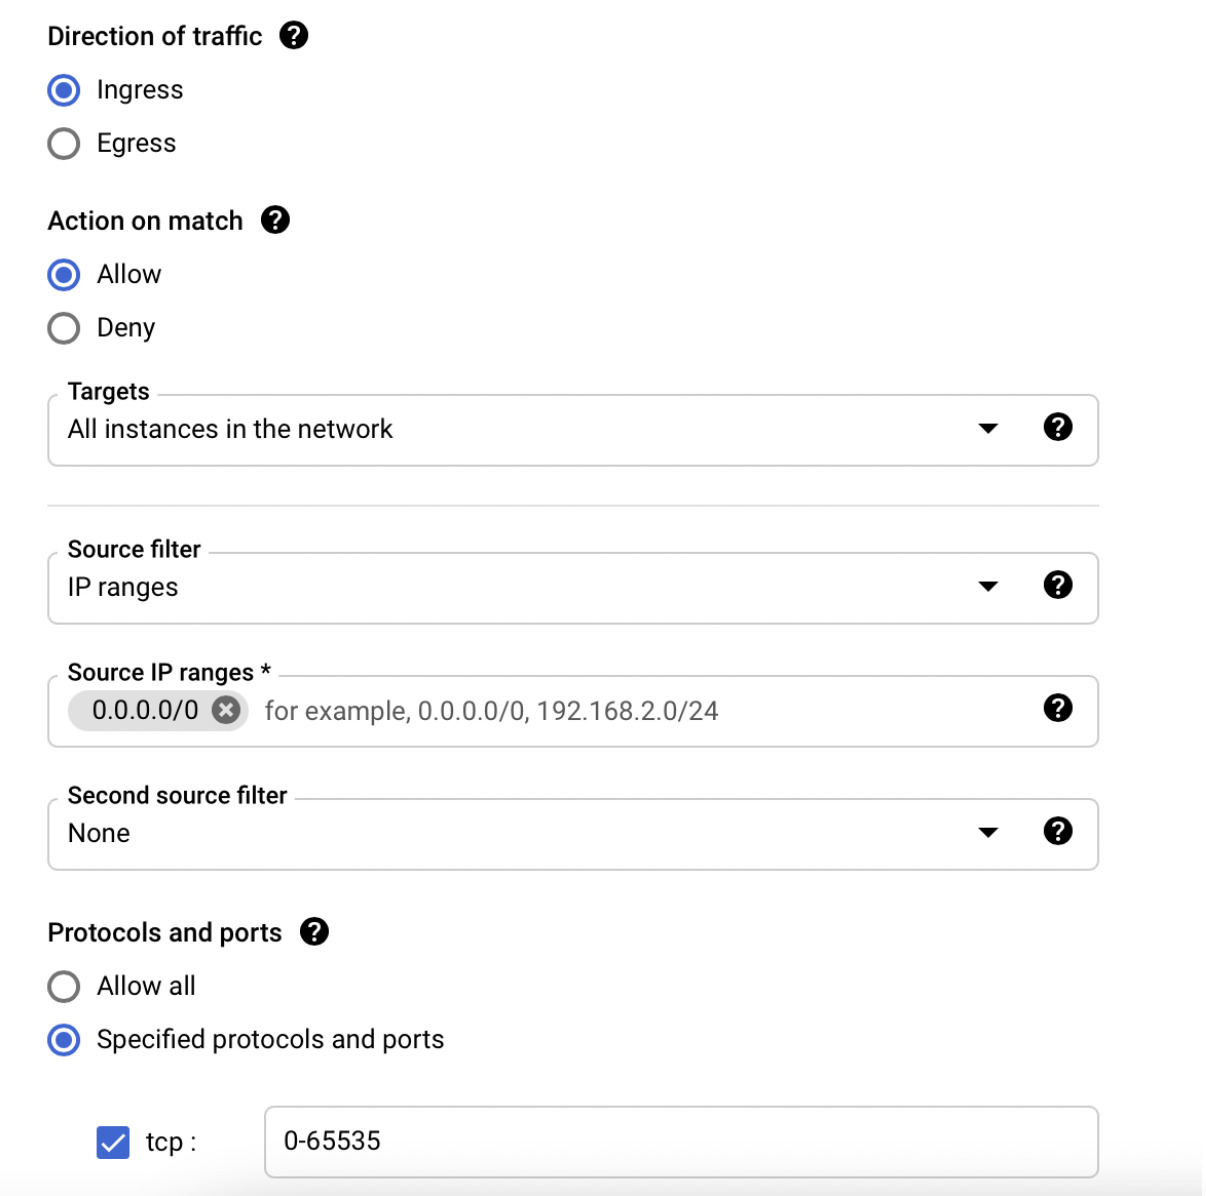 Direction of traffic ?
Ingress
Egress
Action on match ?
Allow
Deny
Targets
All instances in the network ?
Source filter
IP ranges ?
Source IP ranges *
0.0.0.0/0 for example, 0.0.0.0/0, 192.168.2.0/24 ?
Second source filter
None ?
Protocols and ports ?
Allow all
Specified protocols and ports
tcp : 0-65535